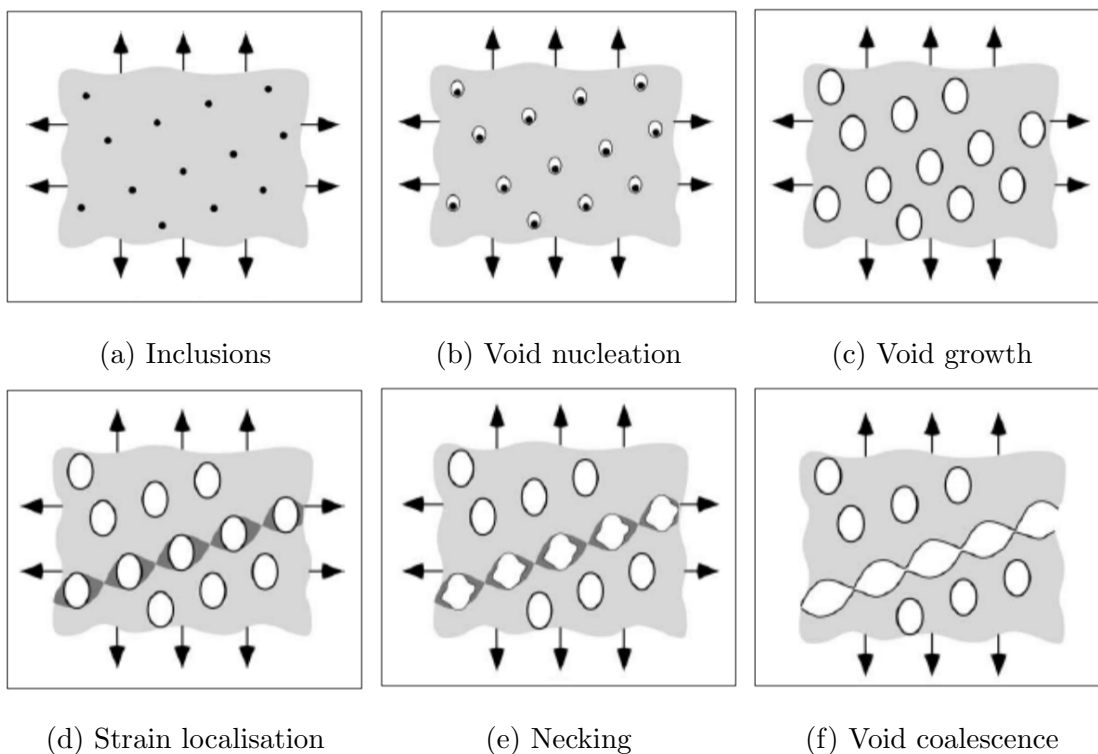 (a) Inclusions
(b) Void nucleation
(c) Void growth
(d) Strain localisation
(e) Necking
(f) Void coalescence